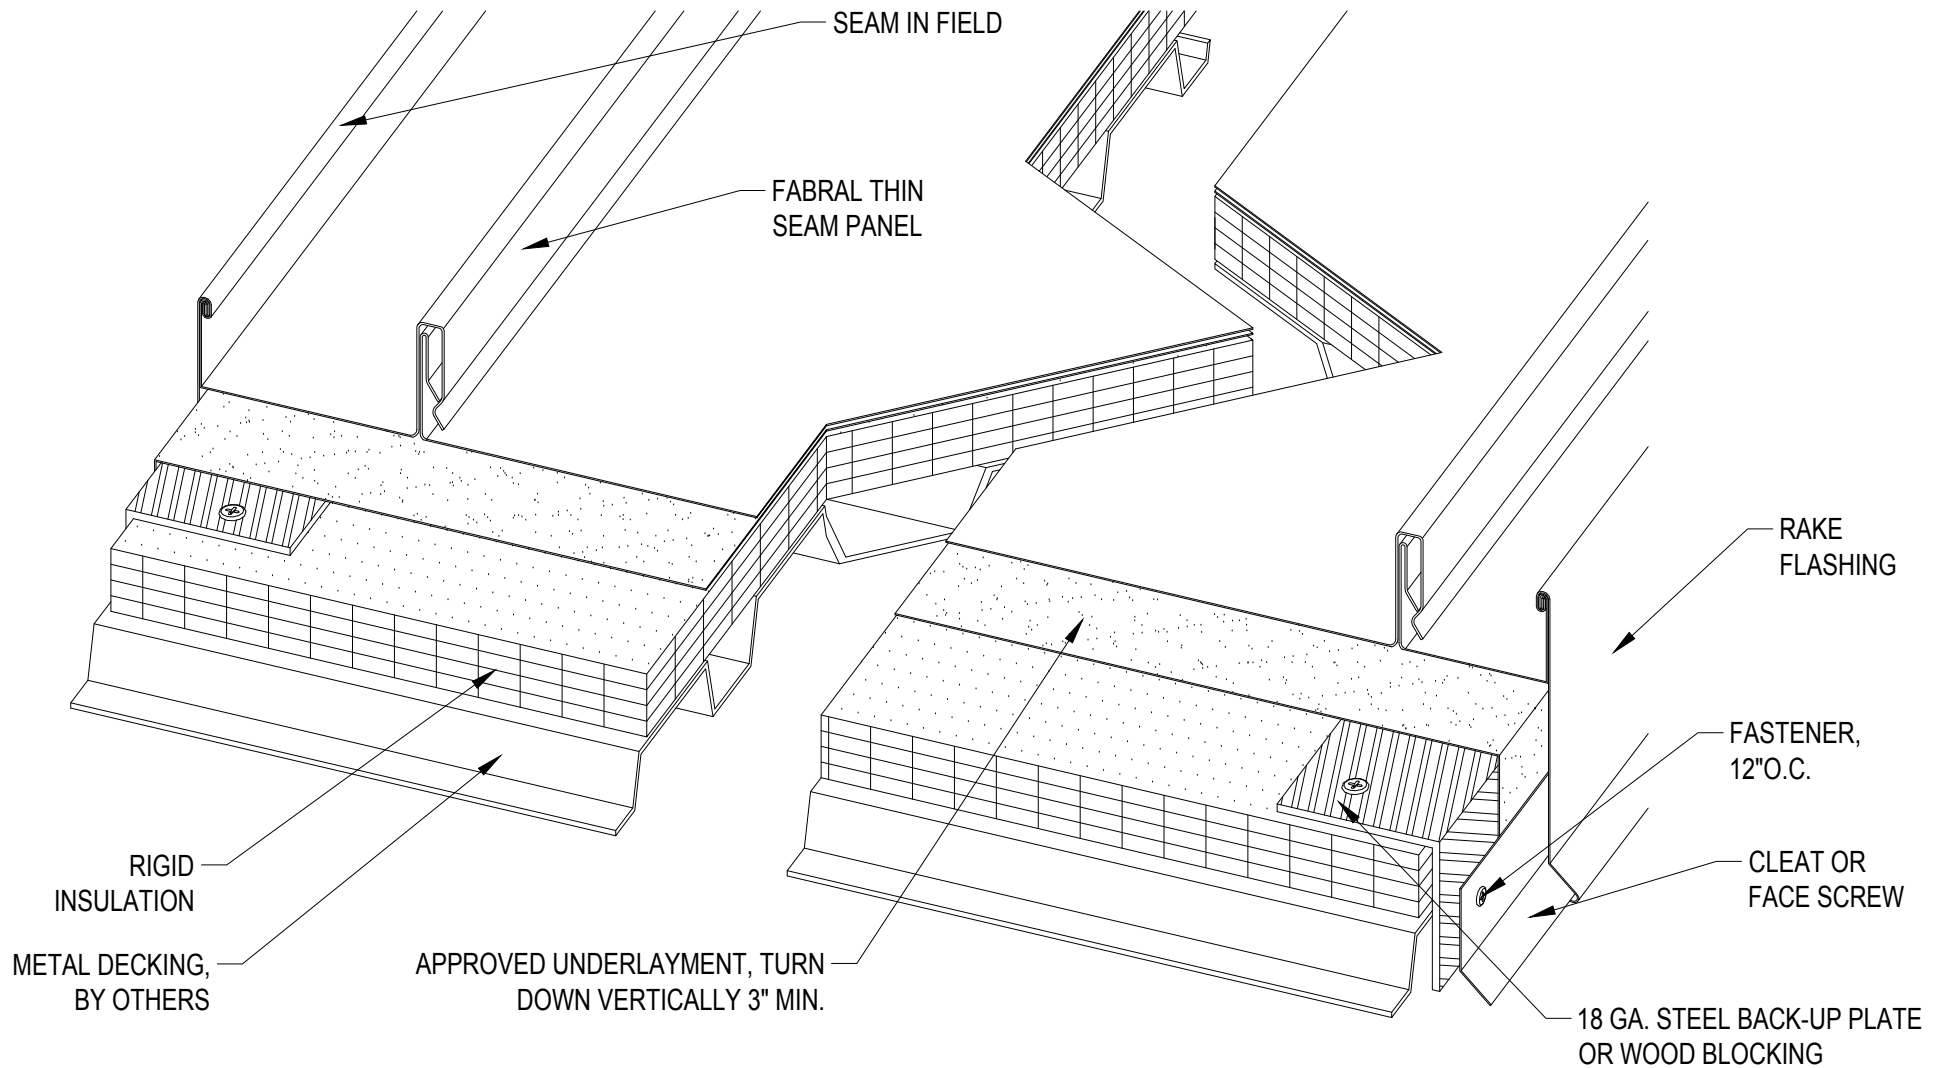 SEAM IN FIELD
FABRAL THIN
SEAM PANEL
RAKE
FLASHING
FASTENER,
12"O.C.
RIGID
INSULATION
CLEAT OR
FACE SCREW
METAL DECKING,
BY OTHERS
APPROVED UNDERLAYMENT, TURN
DOWN VERTICALLY 3" MIN.
18 GA. STEEL BACK-UP PLATE
OR WOOD BLOCKING